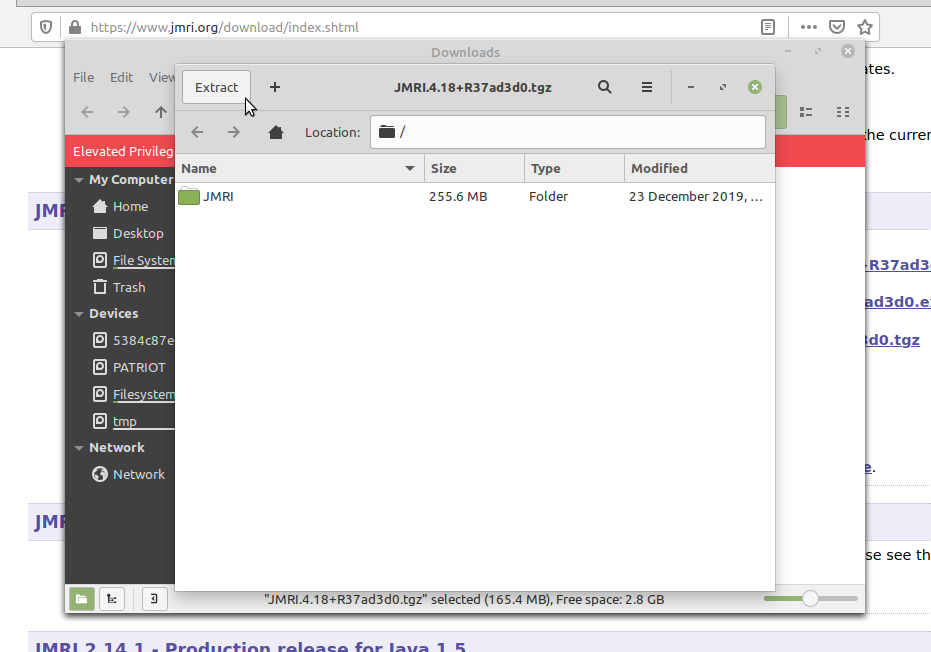 https://www.jmri.org/download/index.shtml
Downloads
ates.
File Edit View
Extract
JMRI.4.18+R37ad3d0.tgz
Location: /
the curren
Elevated Privileg
Name Size Type Modified
My Computer
JMRI 255.6 MB Folder 23 December 2019, …
Home
JMRI
Desktop
File System
-R37ad3
Trash
Devices
ad3d0.e
5384c87e
3d0.tgz
PATRIOT
Filesystem
tmp
Network
e.
Network
JMRI
se see th
"JMRI.4.18+R37ad3d0.tgz" selected (165.4 MB), Free space: 2.8 GB
JMRI 2.14.1 - Production release for Java 1.5